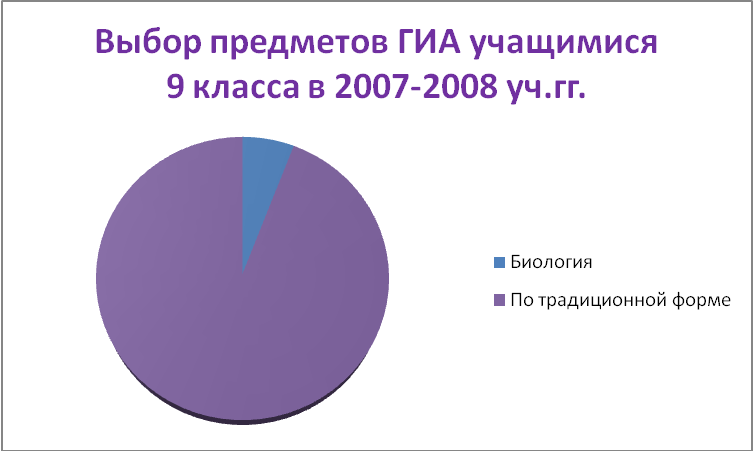 Выбор предметов ГИА учащимися
9 класса в 2007-2008 уч.гг.
Биология
По традиционной форме